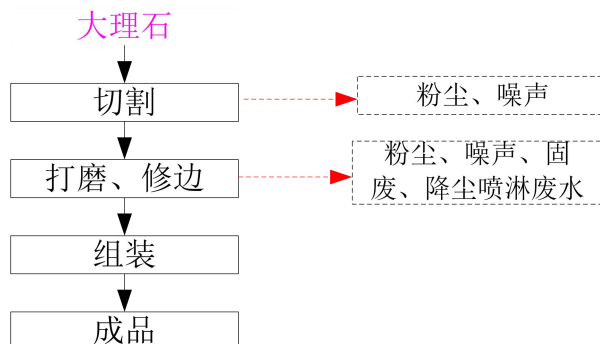 大理石
切割
粉尘、噪声
打磨、修边
粉尘、噪声、固
废、降尘喷淋废水
组装
成品